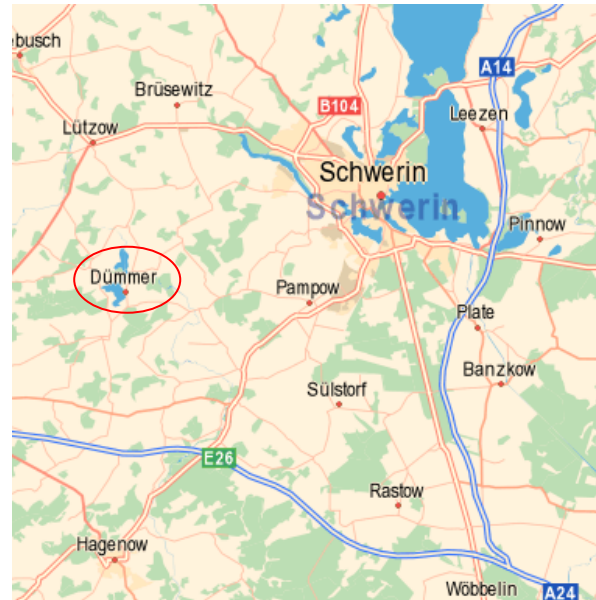 ebusch
A14
Brüsewitz
B104
Leezen
Lützow
Schwerin
Schwerin
Pinnow
Dümmer
Pampow
Plate
Banzkow
Sülstorf
E26
Rastow
Hagenow
Wöbbelin
A24